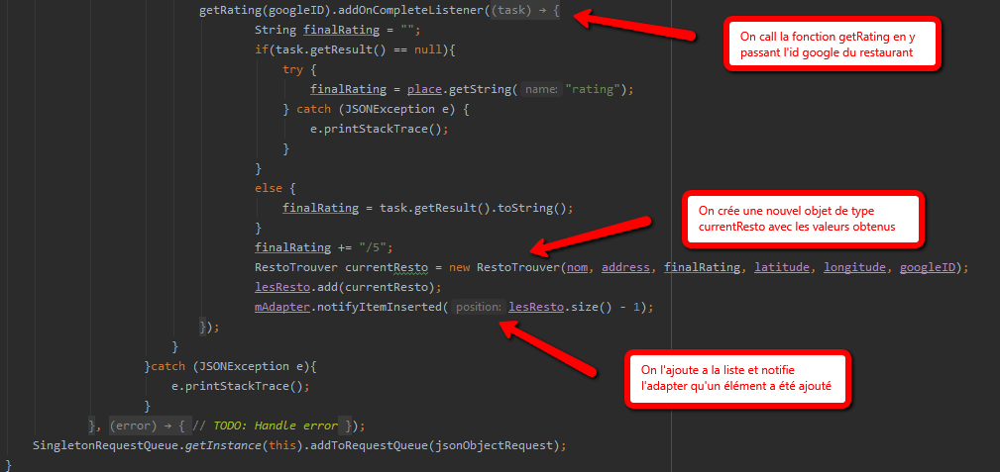 getRating(googleID).addOnCompleteListener((task) → {
String finalRating = "";
if(task.getResult() == null){
try {
finalRating = place.getString( name: "rating");
} catch (JSONException e) {
e.printStackTrace();
}
}
else {
finalRating = task.getResult().toString();
}
finalRating += "/5";
RestoTrouver currentResto = new RestoTrouver(nom, address, finalRating, latitude, longitude, googleID);
lesResto.add(currentResto);
mAdapter.notifyItemInserted( position: lesResto.size() - 1);
});
}
}catch (JSONException e){
e.printStackTrace();
}
}, (error) → { // TODO: Handle error });
SingletonRequestQueue.getInstance(this).addToRequestQueue(jsonObjectRequest);
}
On call la fonction getRating en y
passant l'id google du restaurant
On crée une nouvel objet de type
currentResto avec les valeurs obtenus
On l'ajoute a la liste et notifie
l'adapter qu'un élément a été ajouté